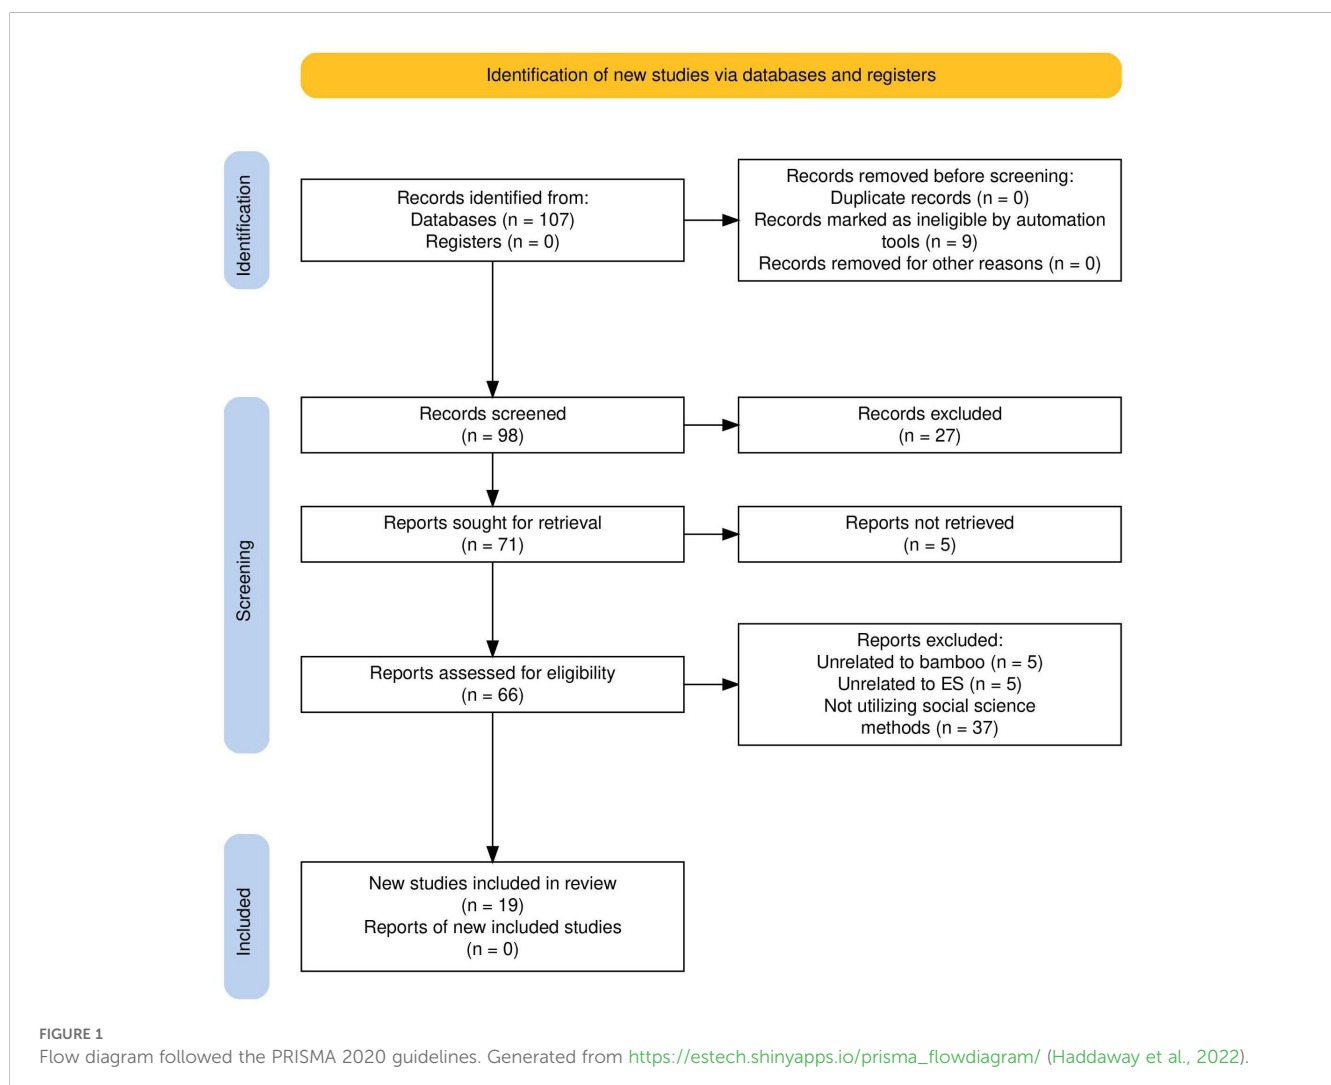 Identification of new studies via databases and registers
Identification
Records identified from:
Databases (n = 107)
Registers (n = 0)
Records removed before screening:
Duplicate records (n = 0)
Records marked as ineligible by automation
tools (n = 9)
Records removed for other reasons (n = 0)
Screening
Records screened
(n = 98)
Records excluded
(n = 27)
Reports sought for retrieval
(n = 71)
Reports not retrieved
(n = 5)
Reports assessed for eligibility
(n = 66)
Reports excluded:
Unrelated to bamboo (n = 5)
Unrelated to ES (n = 5)
Not utilizing social science
methods (n = 37)
Included
New studies included in review
(n = 19)
Reports of new included studies
(n = 0)
FIGURE 1
Flow diagram followed the PRISMA 2020 guidelines. Generated from https://estech.shinyapps.io/prisma_flowdiagram/ (Haddaway et al., 2022).